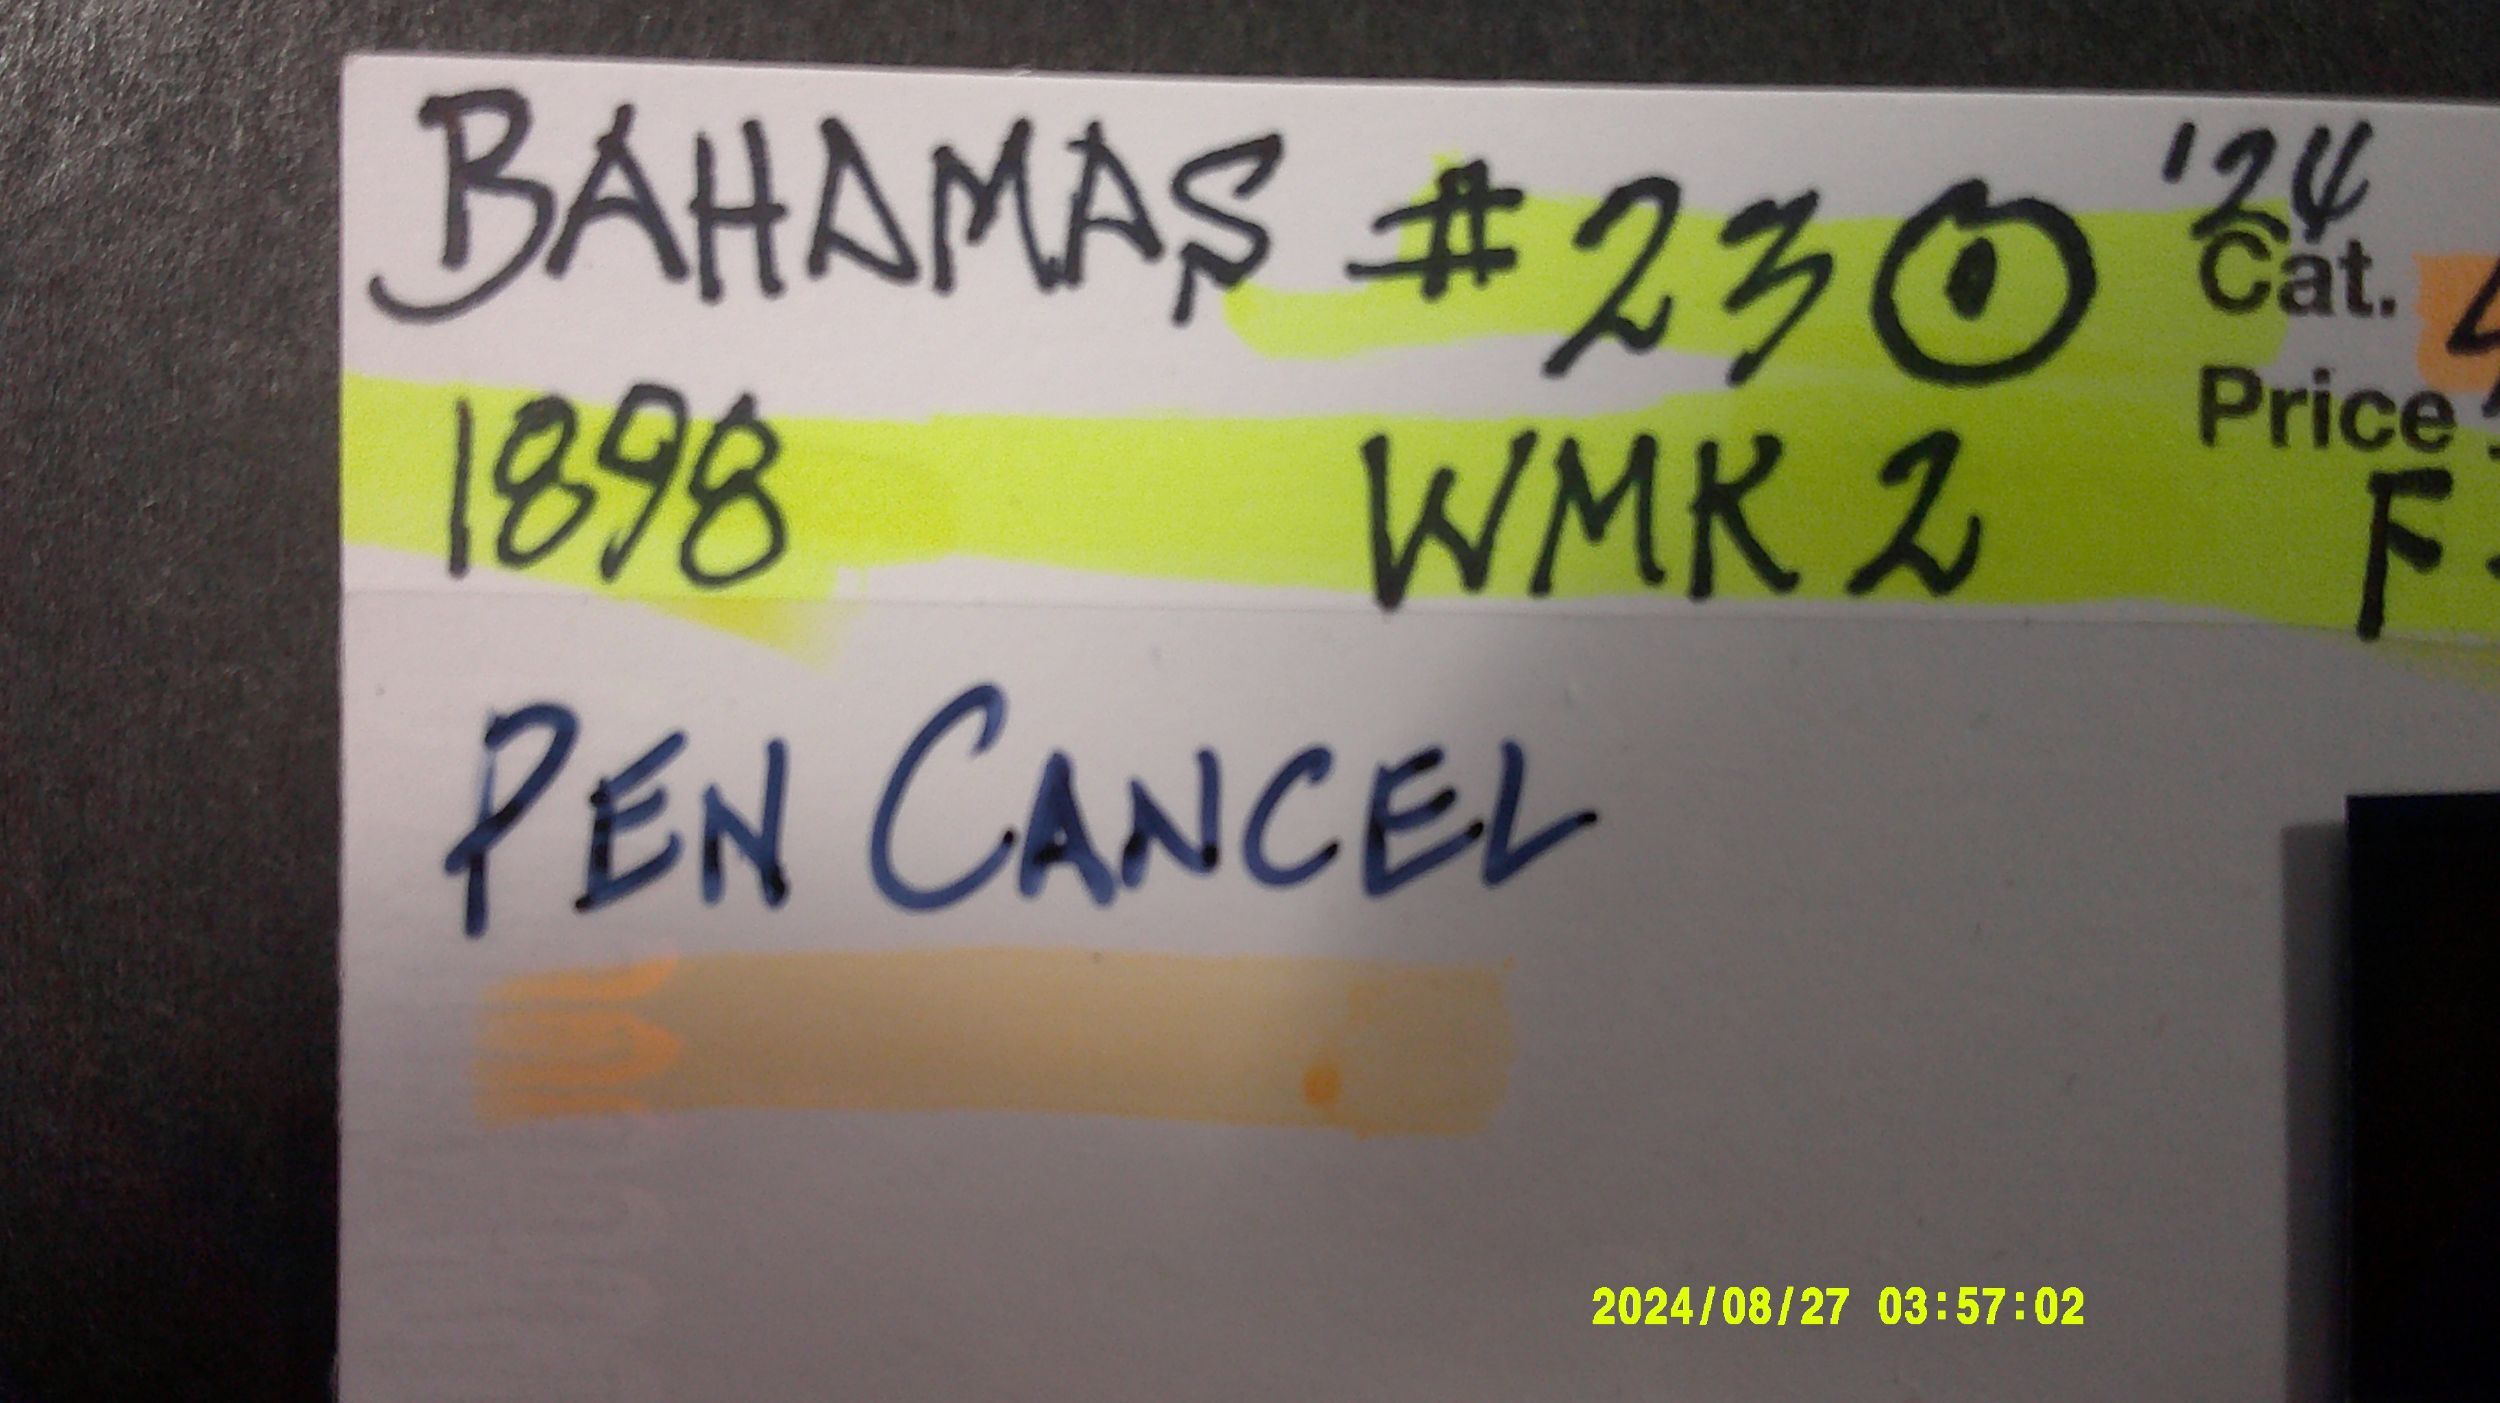 BAHAMAS #23 ⊙ '24
Cat.
Price
1898 WMK 2 F
PEN CANCEL
2024/08/27 03:57:02